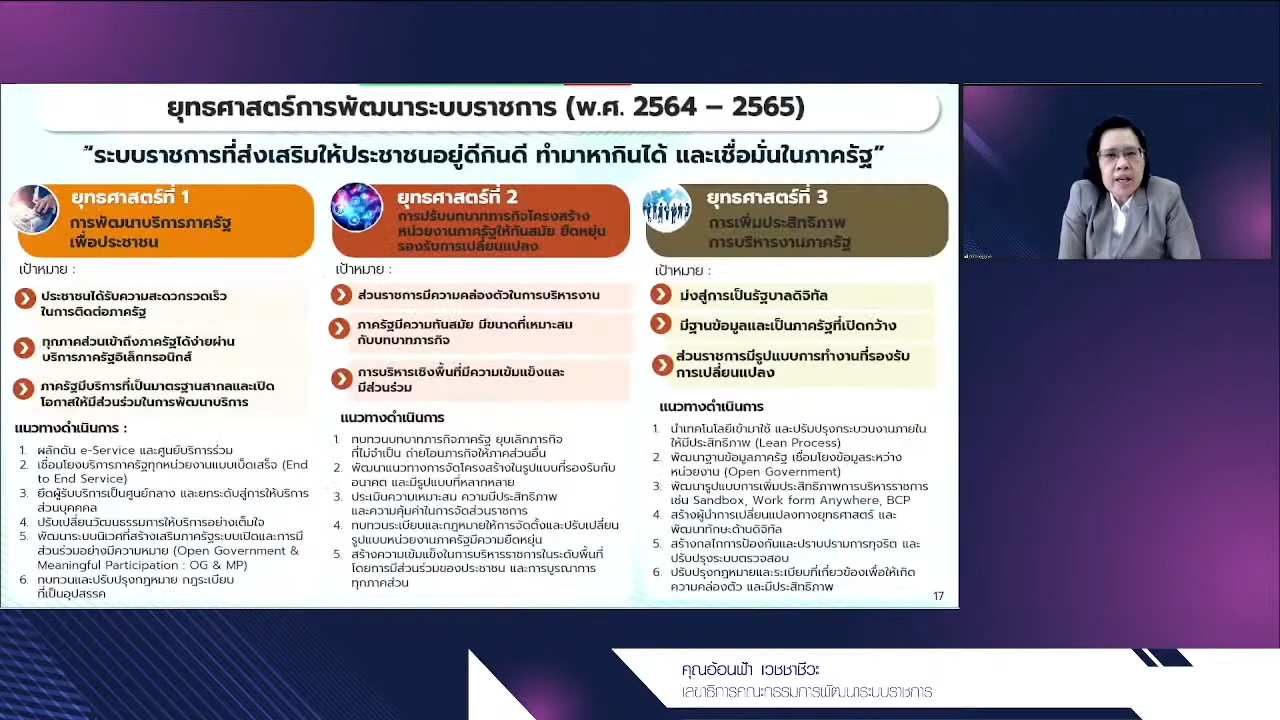 ยุทธศาสตร์การพัฒนาระบบราชการ (พ.ศ. 2564 – 2565)
“ระบบราชการที่ส่งเสริมให้ประชาชนอยู่ดีกินดี ทำมาหากินได้ และเชื่อมั่นในภาครัฐ”
ยุทธศาสตร์ที่ 1
การพัฒนาบริการภาครัฐ
เพื่อประชาชน
เป้าหมาย :
ประชาชนได้รับความสะดวกรวดเร็ว
ในการติดต่อภาครัฐ
ทุกภาคส่วนเข้าถึงภาครัฐได้ง่ายผ่าน
บริการภาครัฐอิเล็กทรอนิกส์
ภาครัฐมีบริการที่เป็นมาตรฐานสากลและเปิด
โอกาสให้มีส่วนร่วมในการพัฒนาบริการ
แนวทางดำเนินการ :
1. ผลักดัน e-Service และศูนย์บริการร่วม
2. เชื่อมโยงบริการภาครัฐทุกหน่วยงานแบบเบ็ดเสร็จ (End
to End Service)
3. ยึดผู้รับบริการเป็นศูนย์กลาง และยกระดับสู่การให้บริการ
ส่วนบุคคล
4. ปรับเปลี่ยนวัฒนธรรมการให้บริการอย่างเต็มใจ
5. พัฒนาระบบนิเวศที่สร้างเสริมภาครัฐระบบเปิดและการมี
ส่วนร่วมอย่างมีความหมาย (Open Government &
Meaningful Participation : OG & MP)
6. ทบทวนและปรับปรุงกฎหมาย กฎระเบียบ
ที่เป็นอุปสรรค
ยุทธศาสตร์ที่ 2
การปรับบทบาทภารกิจโครงสร้าง
หน่วยงานภาครัฐให้ทันสมัย ยืดหยุ่น
รองรับการเปลี่ยนแปลง
เป้าหมาย :
ส่วนราชการมีความคล่องตัวในการบริหารงาน
ภาครัฐมีความทันสมัย มีขนาดที่เหมาะสม
กับบทบาทภารกิจ
การบริหารเชิงพื้นที่มีความเข้มแข็งและ
มีส่วนร่วม
แนวทางดำเนินการ
1. ทบทวนบทบาทภารกิจภาครัฐ ยุบเลิกภารกิจ
ที่ไม่จำเป็น ถ่ายโอนภารกิจให้ภาคส่วนอื่น
2. พัฒนาแนวทางการจัดโครงสร้างในรูปแบบที่รองรับกับ
อนาคต และมีรูปแบบที่หลากหลาย
3. ประเมินความเหมาะสม ความมีประสิทธิภาพ
และความคุ้มค่าในการจัดส่วนราชการ
4. ทบทวนระเบียบและกฎหมายให้การจัดตั้งและปรับเปลี่ยน
รูปแบบหน่วยงานภาครัฐมีความยืดหยุ่น
5. สร้างความเข้มแข็งในการบริหารราชการในระดับพื้นที่
โดยการมีส่วนร่วมของประชาชน และการบูรณาการ
ทุกภาคส่วน
ยุทธศาสตร์ที่ 3
การเพิ่มประสิทธิภาพ
การบริหารงานภาครัฐ
เป้าหมาย :
มุ่งสู่การเป็นรัฐบาลดิจิทัล
มีฐานข้อมูลและเป็นภาครัฐที่เปิดกว้าง
ส่วนราชการมีรูปแบบการทำงานที่รองรับ
การเปลี่ยนแปลง
แนวทางดำเนินการ
1. นำเทคโนโลยีเข้ามาใช้ และปรับปรุงกระบวนงานภายใน
ให้มีประสิทธิภาพ (Lean Process)
2. พัฒนาฐานข้อมูลภาครัฐ เชื่อมโยงข้อมูลระหว่าง
หน่วยงาน (Open Government)
3. พัฒนารูปแบบการเพิ่มประสิทธิภาพการบริหารราชการ
เช่น Sandbox, Work form Anywhere, BCP
4. สร้างผู้นำการเปลี่ยนแปลงทางยุทธศาสตร์ และ
พัฒนาทักษะด้านดิจิทัล
5. สร้างกลไกการป้องกันและปราบปรามการทุจริต และ
ปรับปรุงระบบตรวจสอบ
6. ปรับปรุงกฎหมายและระเบียบที่เกี่ยวข้องเพื่อให้เกิด
ความคล่องตัว และมีประสิทธิภาพ
17
คุณอ้อนฟ้า เวชชาชีวะ
เลขาธิการคณะกรรมการพัฒนาระบบราชการ